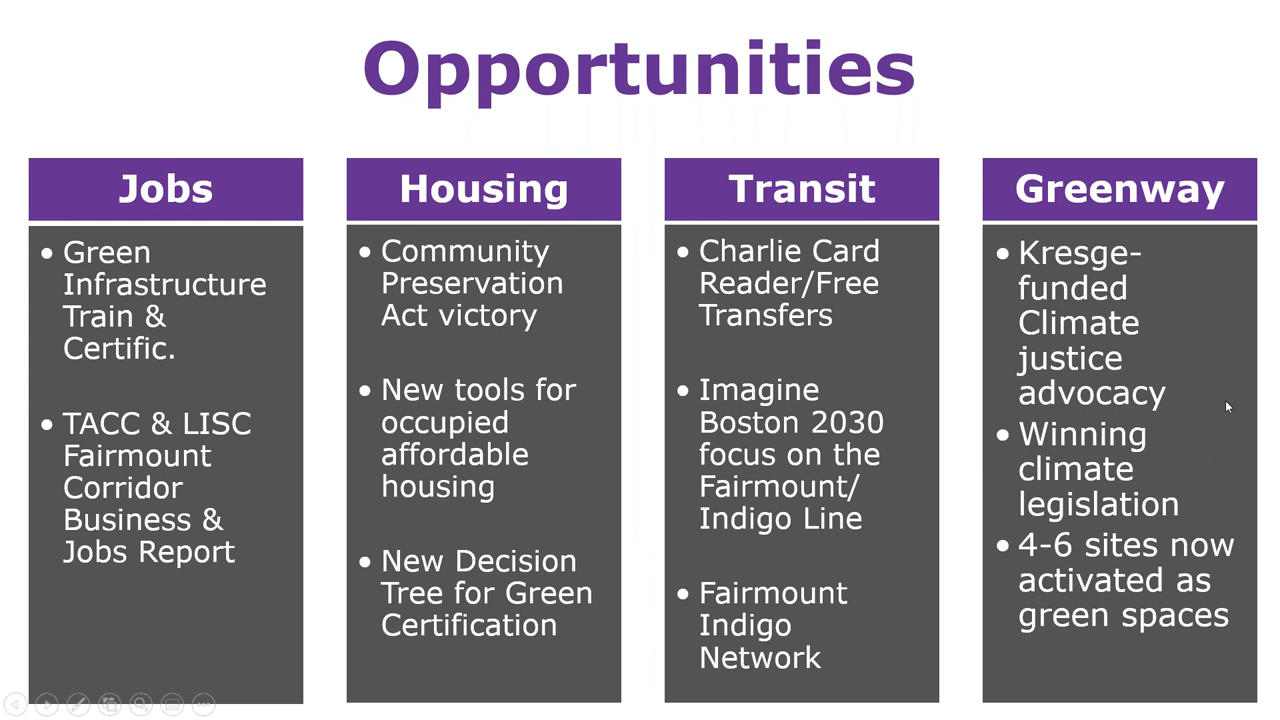 Opportunities
Jobs
• Green
Infrastructure
Train &
Certific.
• TACC & LISC
Fairmount
Corridor
Business &
Jobs Report
Housing
• Community
Preservation
Act victory
• New tools for
occupied
affordable
housing
• New Decision
Tree for Green
Certification
Transit
• Charlie Card
Reader/Free
Transfers
• Imagine
Boston 2030
focus on the
Fairmount/
Indigo Line
• Fairmount
Indigo
Network
Greenway
• Kresge-
funded
Climate
justice
advocacy
• Winning
climate
legislation
• 4-6 sites now
activated as
green spaces